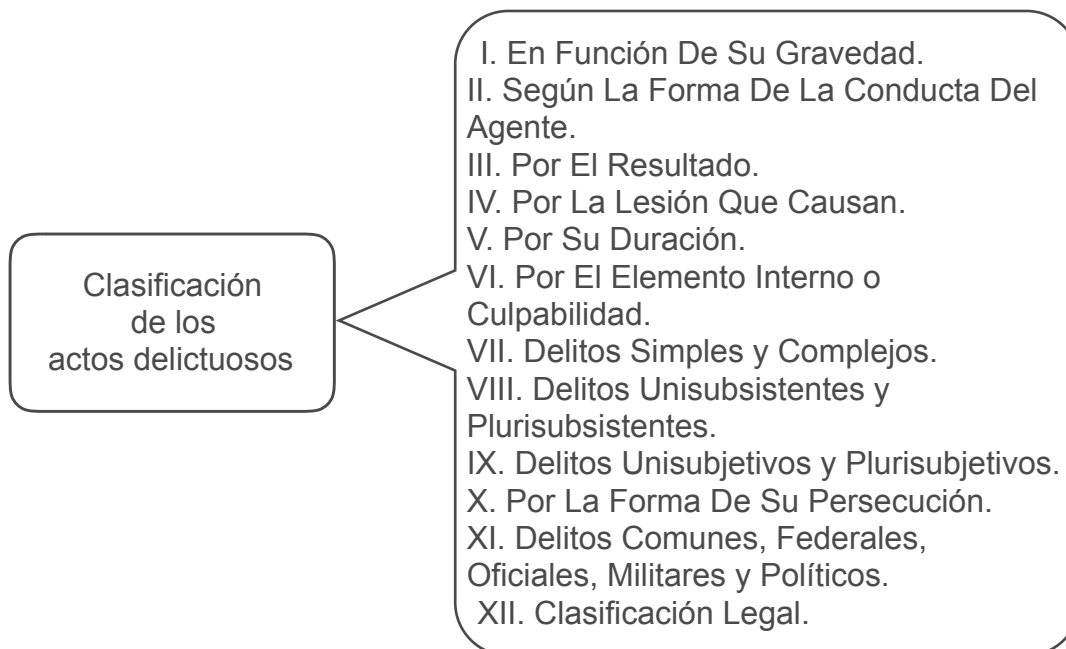 Clasificación
de los
actos delictuosos
I. En Función De Su Gravedad.
II. Según La Forma De La Conducta Del
Agente.
III. Por El Resultado.
IV. Por La Lesión Que Causan.
V. Por Su Duración.
VI. Por El Elemento Interno o
Culpabilidad.
VII. Delitos Simples y Complejos.
VIII. Delitos Unisubsistentes y
Plurisubsistentes.
IX. Delitos Unisubjetivos y Plurisubjetivos.
X. Por La Forma De Su Persecución.
XI. Delitos Comunes, Federales,
Oficiales, Militares y Políticos.
XII. Clasificación Legal.